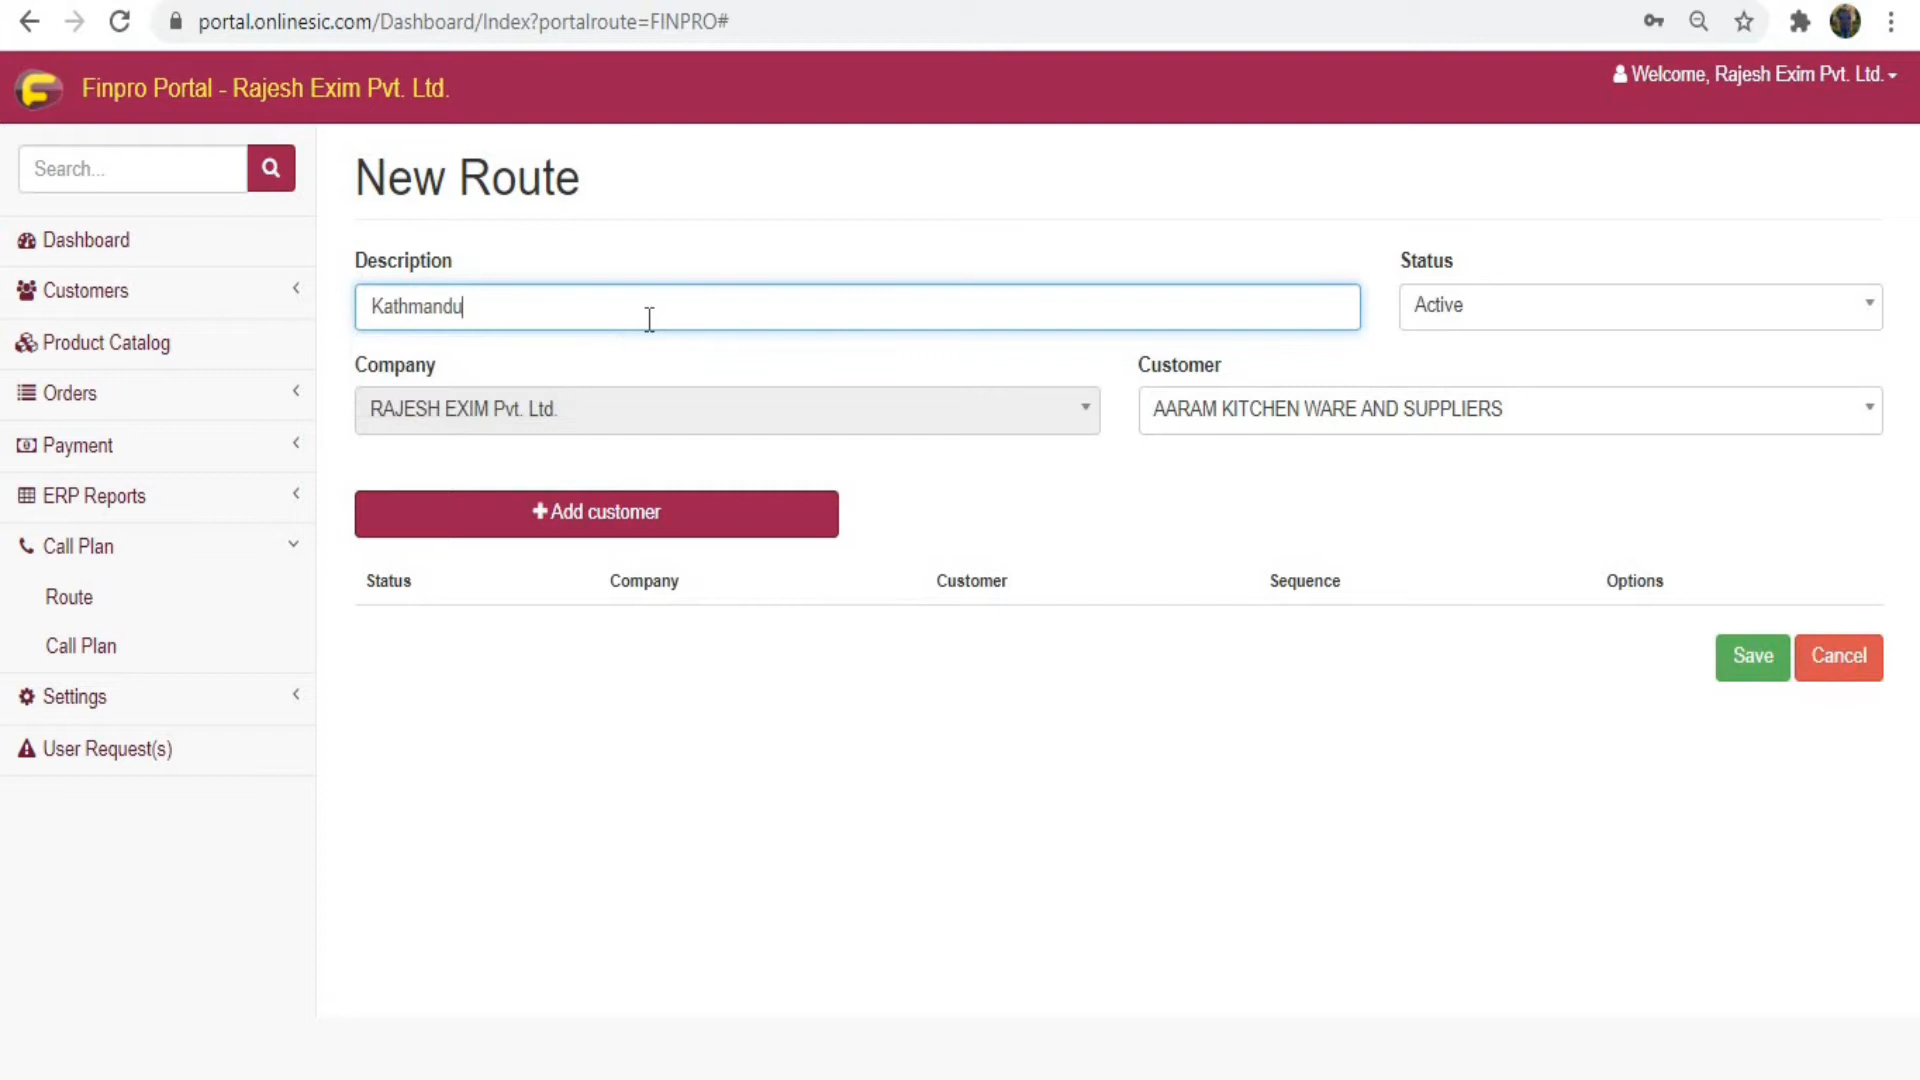 portal.onlinesic.com/Dashboard/Index?portalroute=FINPRO#
Finpro Portal - Rajesh Exim Pvt. Ltd.
Welcome, Rajesh Exim Pvt. Ltd.
Search...
Dashboard
Customers
Product Catalog
Orders
Payment
ERP Reports
Call Plan
Route
Call Plan
Settings
User Request(s)
New Route
Description
Status
Kathmandu
Active
Company
Customer
RAJESH EXIM Pvt. Ltd.
AARAM KITCHEN WARE AND SUPPLIERS
+ Add customer
Status Company Customer Sequence Options
Save Cancel